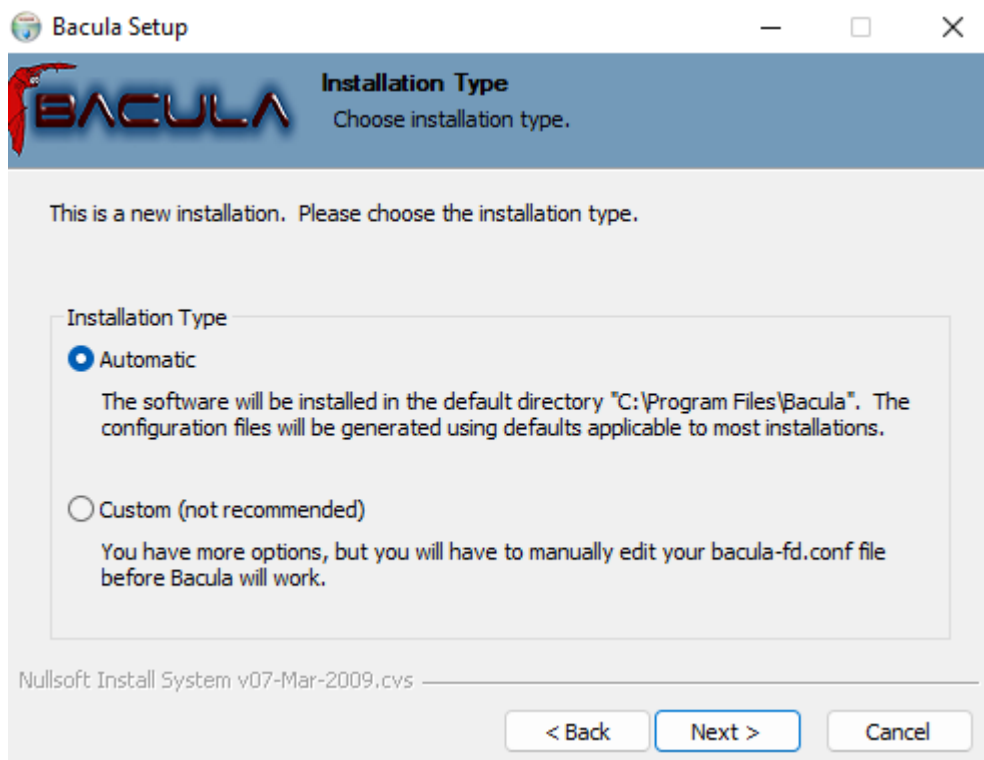 Bacula Setup
Installation Type
BACULA
Choose installation type.
This is a new installation.  Please choose the installation type.
Installation Type
Automatic
The software will be installed in the default directory "C:\Program Files\Bacula".  The
configuration files will be generated using defaults applicable to most installations.
Custom (not recommended)
You have more options, but you will have to manually edit your bacula-fd.conf file
before Bacula will work.
Nullsoft Install System v07-Mar-2009.cvs
< Back
Next >
Cancel